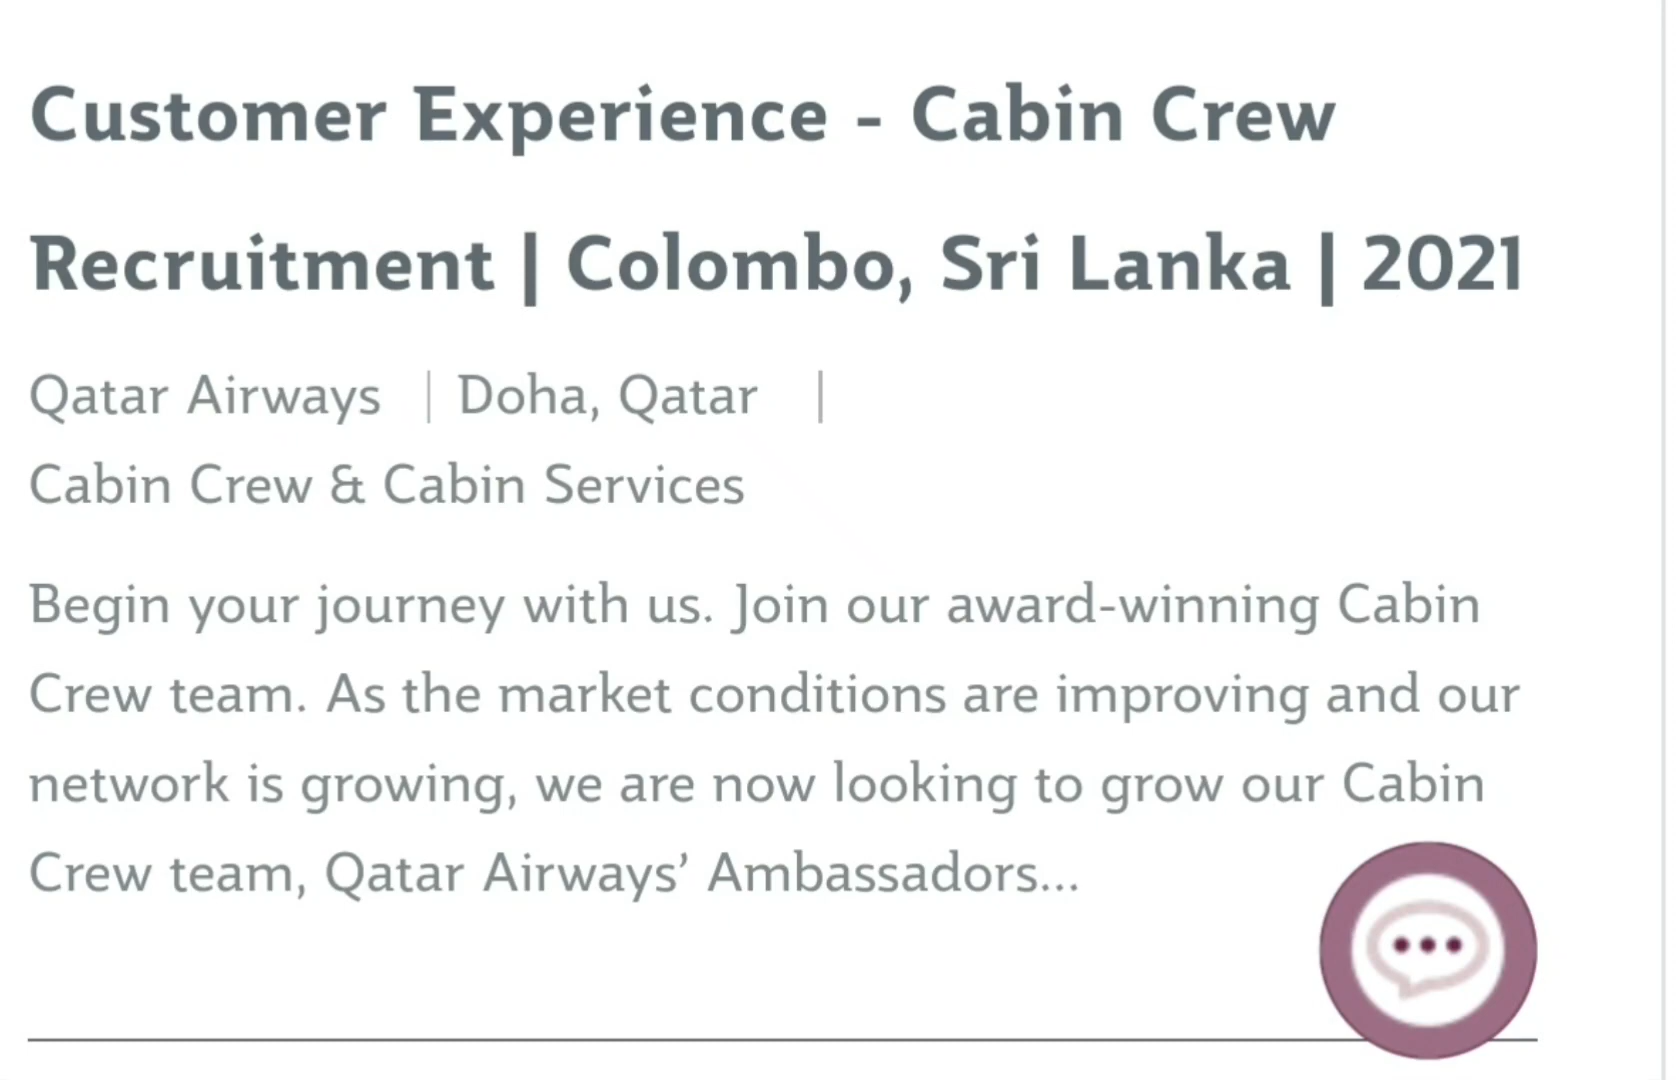 Customer Experience - Cabin Crew
Recruitment | Colombo, Sri Lanka | 2021
Qatar Airways | Doha, Qatar |
Cabin Crew & Cabin Services
Begin your journey with us. Join our award-winning Cabin
Crew team. As the market conditions are improving and our
network is growing, we are now looking to grow our Cabin
Crew team, Qatar Airways’ Ambassadors...